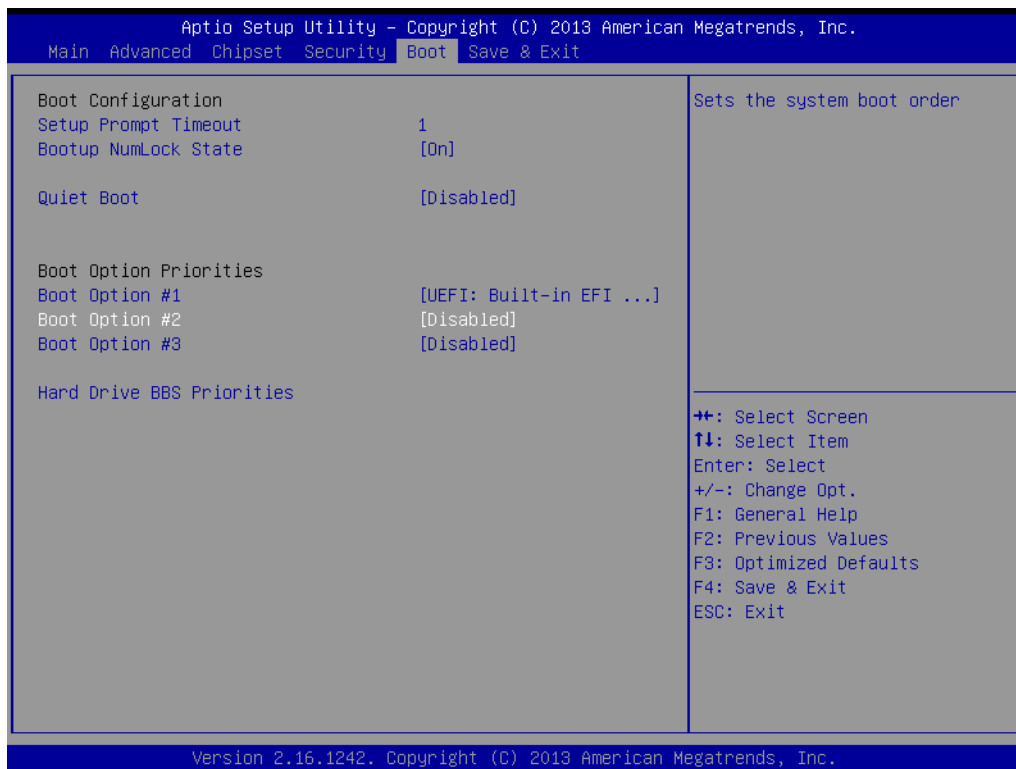 Aptio Setup Utility – Copyright (C) 2013 American Megatrends, Inc.
Main Advanced Chipset Security Boot Save & Exit
Boot Configuration
Setup Prompt Timeout 1
Bootup NumLock State [On]
Quiet Boot [Disabled]
Boot Option Priorities
Boot Option #1 [UEFI: Built-in EFI ...]
Boot Option #2 [Disabled]
Boot Option #3 [Disabled]
Hard Drive BBS Priorities
Sets the system boot order
→←: Select Screen
↑↓: Select Item
Enter: Select
+/-: Change Opt.
F1: General Help
F2: Previous Values
F3: Optimized Defaults
F4: Save & Exit
ESC: Exit
Version 2.16.1242. Copyright (C) 2013 American Megatrends, Inc.